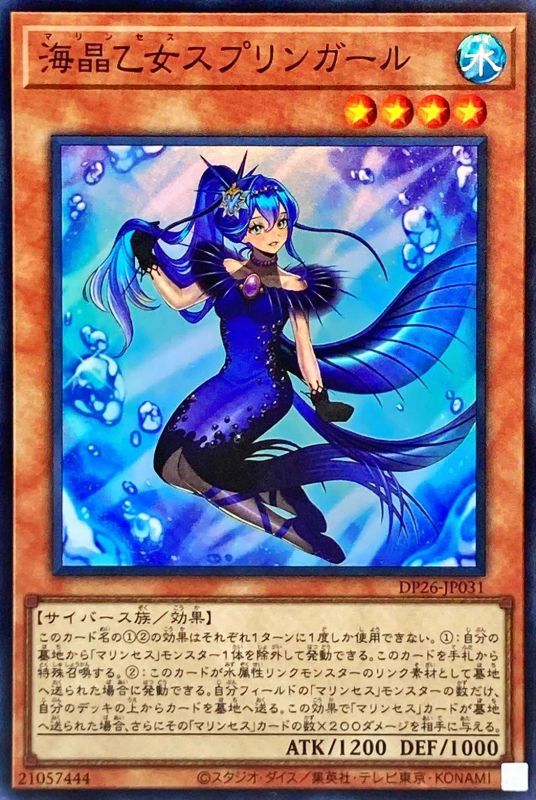 マリンセス
海晶乙女スプリンガール
水
DP26-JP031
【サイバース族／効果】
このカード名の①②の効果はそれぞれ1ターンに1度しか使用できない。①：自分の
墓地から「マリンセス」モンスター1体を除外して発動できる。このカードを手札から
特殊召喚する。②：このカードが水属性リンクモンスターのリンク素材として墓地
へ送られた場合に発動できる。自分フィールドの「マリンセス」モンスターの数だけ、
自分のデッキの上からカードを墓地へ送る。この効果で「マリンセス」カードが墓地
へ送られた場合、さらにその「マリンセス」カードの数×200ダメージを相手に与える。
ATK/1200 DEF/1000
21057444 ©スタジオ・ダイス／集英社・テレビ東京・KONAMI